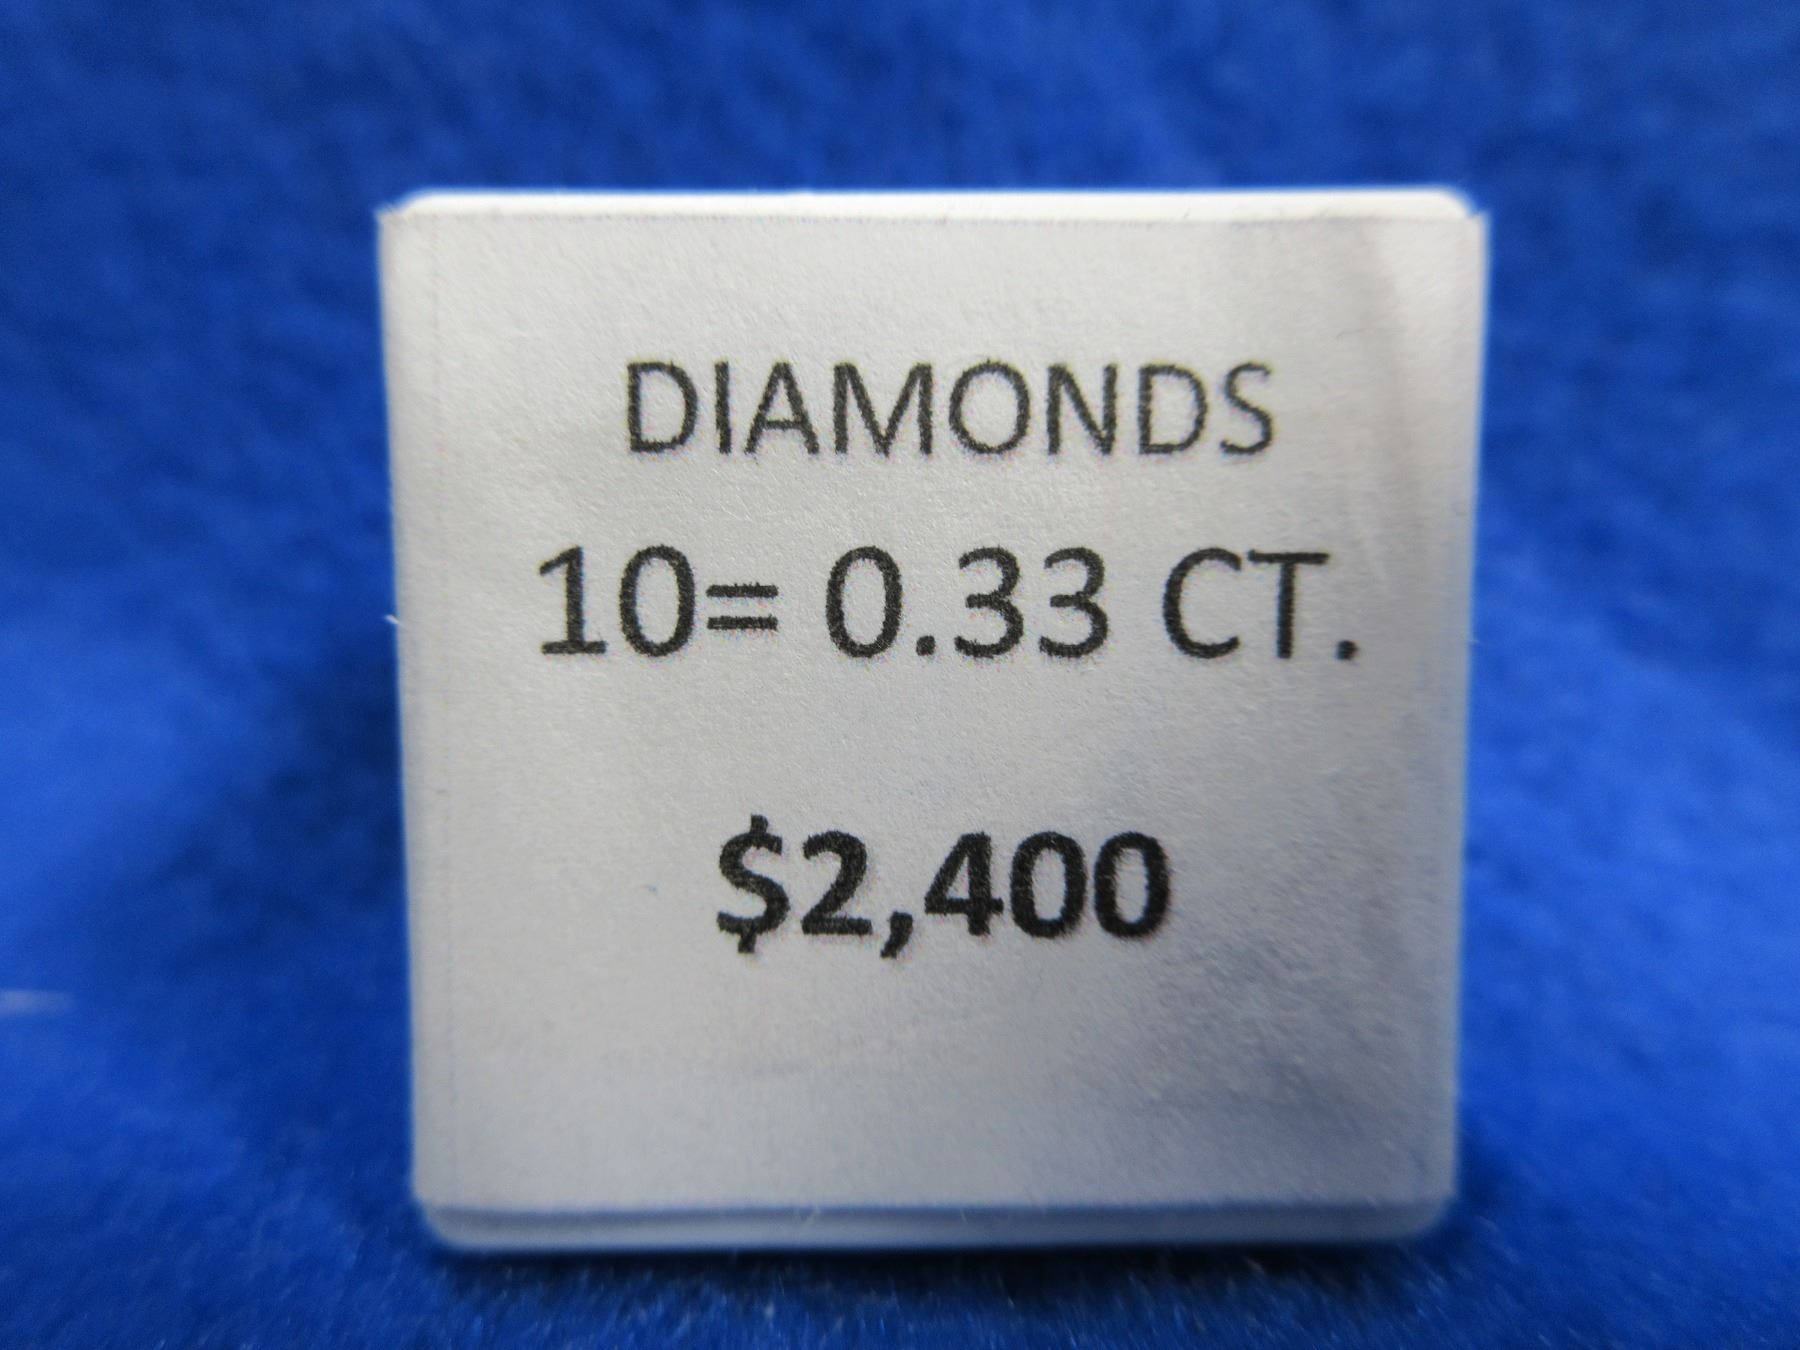 DIAMONDS
10= 0.33 CT.
$2,400